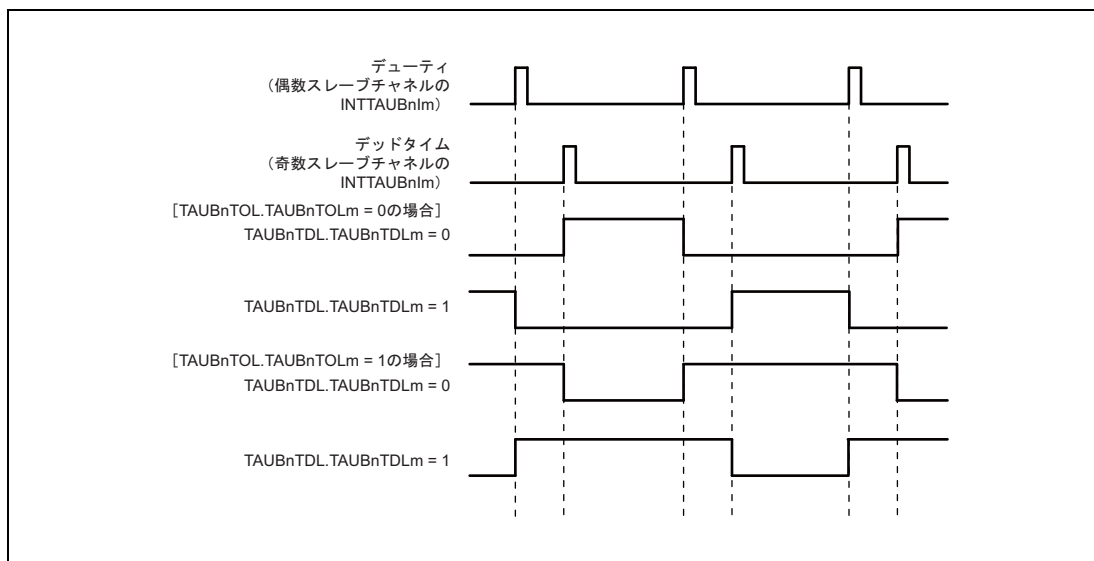 デューティ
（偶数スレーブチャネルの
INTTAUBnIm）
デッドタイム
（奇数スレーブチャネルの
INTTAUBnIm）
［TAUBnTOL.TAUBnTOLm = 0の場合］
TAUBnTDL.TAUBnTDLm = 0
TAUBnTDL.TAUBnTDLm = 1
［TAUBnTOL.TAUBnTOLm = 1の場合］
TAUBnTDL.TAUBnTDLm = 0
TAUBnTDL.TAUBnTDLm = 1